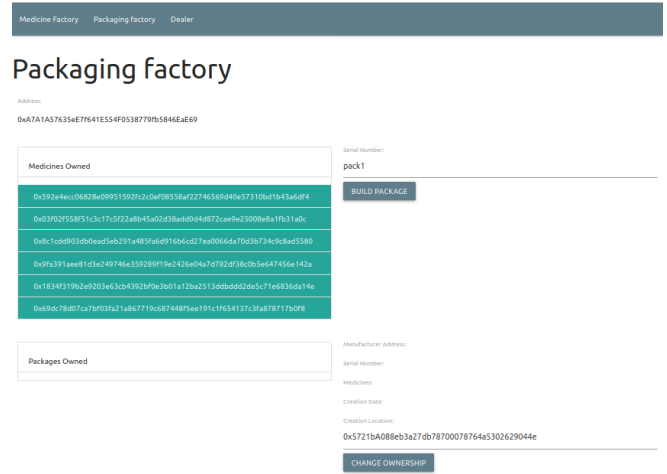 Medicine Factory Packaging factory Dealer
Packaging factory
Address:
0xA7A1A57635eE7f641E554F0538779fb5846EaE69
Medicines Owned
0x592e4ecc06828e09951592fc2c0ef08558af22746569d40e57310bd1b43a6df4
0x03f02f558f51c3c17c5f22a8b45a02d38add0d4d872cae9e25008e8a1fb31a0c
0x8c1cdd903db0ead5eb291a485fa6d916b6cd27ea0066da70d3b734c9c8ad5580
0x9fa391aee81d3e249746e359289f19e2426e04a7d782df38c0b5e647456e142a
0x1834f319b2e9203e63cb4392bf0e3b01a12ba2513ddbddd2de5c71e6836da14e
0x69dc78d07ca7bf03fa21a867719c687448f5ee191c1f654137c3fa878717b0f8
Serial Number:
pack1
BUILD PACKAGE
Packages Owned
Manufacturer Address:
Serial Number:
Medicines:
Creation Date:
Creation Location:
0x5721bA088eb3a27db78700078764a5302629044e
CHANGE OWNERSHIP